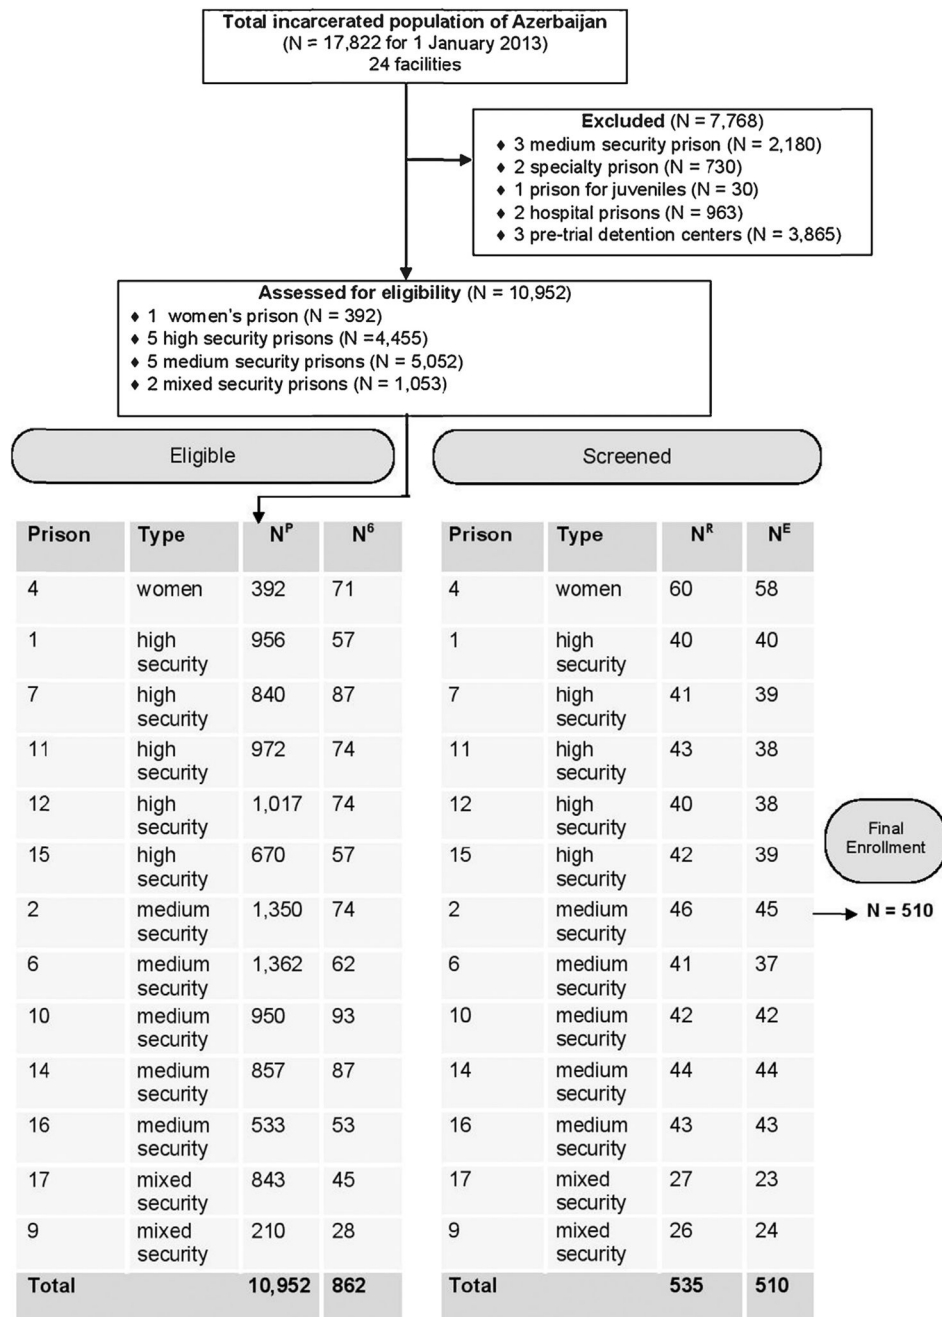 Total incarcerated population of Azerbaijan
(N = 17,822 for 1 January 2013)
24 facilities
Excluded (N = 7,768)
♦ 3 medium security prison (N = 2,180)
♦ 2 specialty prison (N = 730)
♦ 1 prison for juveniles (N = 30)
♦ 2 hospital prisons (N = 963)
♦ 3 pre-trial detention centers (N = 3,865)
Assessed for eligibility (N = 10,952)
♦ 1 women's prison (N = 392)
♦ 5 high security prisons (N =4,455)
♦ 5 medium security prisons (N = 5,052)
♦ 2 mixed security prisons (N = 1,053)
Eligible
Prison Type Nᴾ N⁶
4 women 392 71
1 high security 956 57
7 high security 840 87
11 high security 972 74
12 high security 1,017 74
15 high security 670 57
2 medium security 1,350 74
6 medium security 1,362 62
10 medium security 950 93
14 medium security 857 87
16 medium security 533 53
17 mixed security 843 45
9 mixed security 210 28
Total 10,952 862
Screened
Prison Type Nᴿ Nᴱ
4 women 60 58
1 high security 40 40
7 high security 41 39
11 high security 43 38
12 high security 40 38
15 high security 42 39
2 medium security 46 45
6 medium security 41 37
10 medium security 42 42
14 medium security 44 44
16 medium security 43 43
17 mixed security 27 23
9 mixed security 26 24
Total 535 510
Final
Enrollment
N = 510